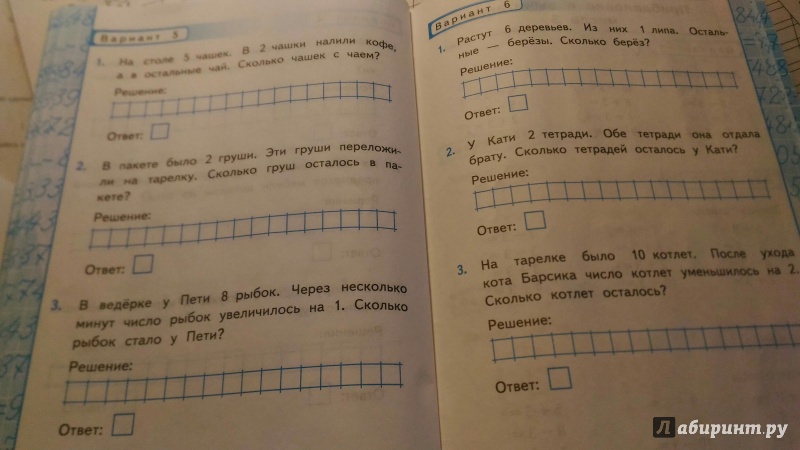 Вариант 5
1. На столе 5 чашек. В 2 чашки налили кофе,
а в остальные чай. Сколько чашек с чаем?
Решение:
Ответ:
2. В пакете было 2 груши. Эти груши переложи-
ли на тарелку. Сколько груш осталось в па-
кете?
Решение:
Ответ:
3. В ведёрке у Пети 8 рыбок. Через несколько
минут число рыбок увеличилось на 1. Сколько
рыбок стало у Пети?
Решение:
Ответ:
Вариант 6
1. Растут 6 деревьев. Из них 1 липа. Осталь-
ные — берёзы. Сколько берёз?
Решение:
Ответ:
2. У Кати 2 тетради. Обе тетради она отдала
брату. Сколько тетрадей осталось у Кати?
Решение:
Ответ:
3. На тарелке было 10 котлет. После ухода
кота Барсика число котлет уменьшилось на 2.
Сколько котлет осталось?
Решение:
Ответ:
Лабиринт.ру